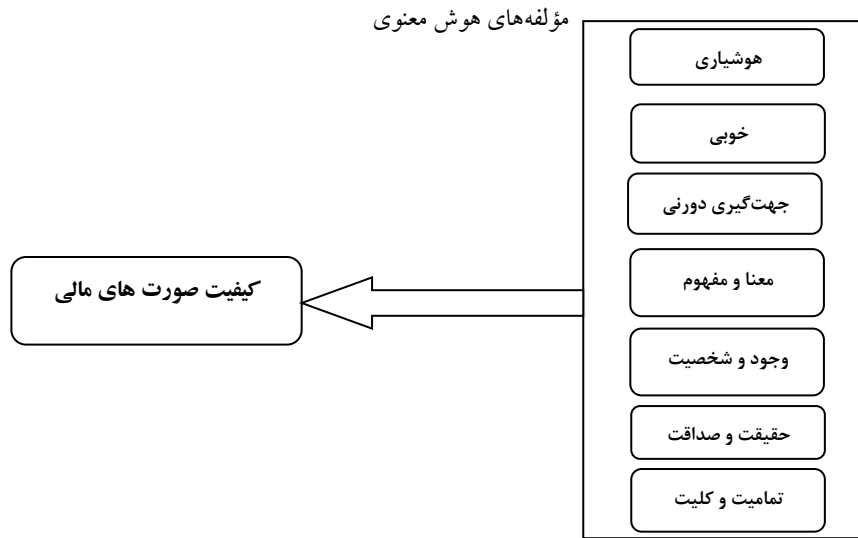 مؤلفه‌های هوش معنوی
هوشیاری
خوبی
جهت‌گیری دورنی
معنا و مفهوم
وجود و شخصیت
حقیقت و صداقت
تمامیت و کلیت
کیفیت صورت های مالی